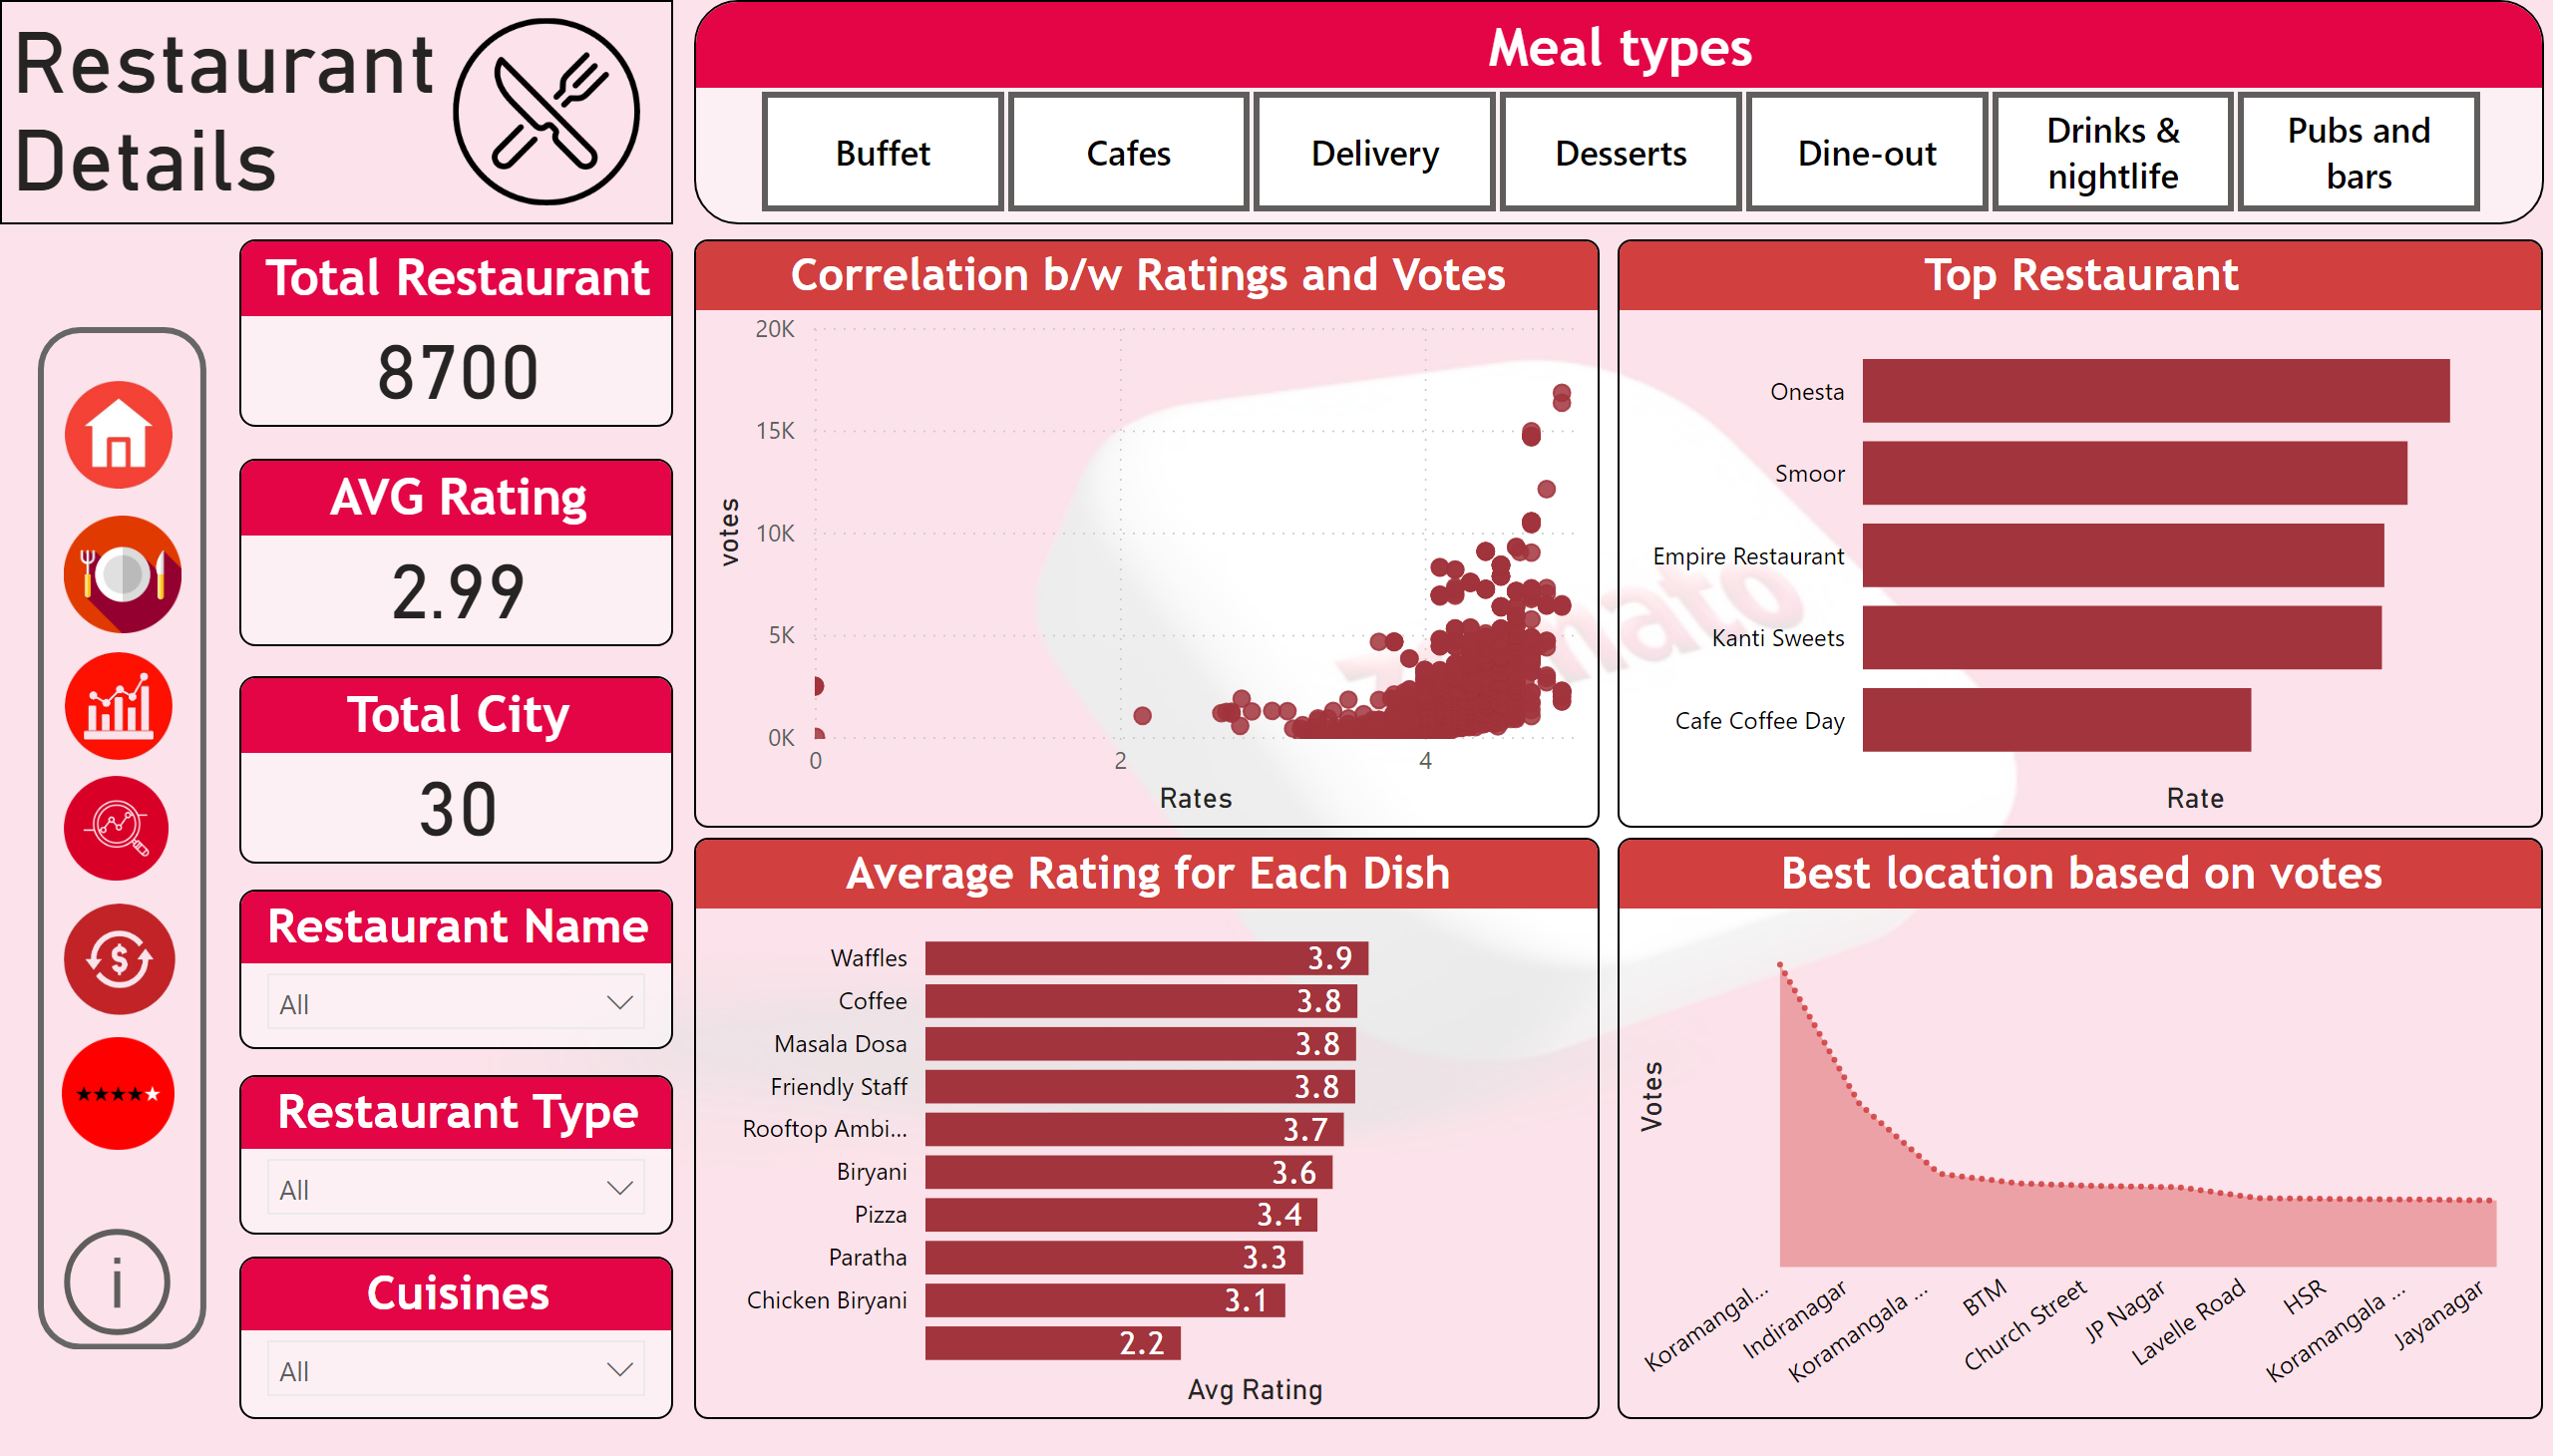 Restaurant
Details
Meal types
Buffet
Cafes
Delivery
Desserts
Dine-out
Drinks &
nightlife
Pubs and
bars
Total Restaurant
8700
AVG Rating
2.99
Total City
30
Restaurant Name
All
Restaurant Type
All
Cuisines
All
i
Correlation b/w Ratings and Votes
votes
20K
15K
10K
5K
0K
0
2
4
Rates
Top Restaurant
Onesta
Smoor
Empire Restaurant
Kanti Sweets
Cafe Coffee Day
Rate
Average Rating for Each Dish
Waffles 3.9
Coffee 3.8
Masala Dosa 3.8
Friendly Staff 3.8
Rooftop Ambi... 3.7
Biryani 3.6
Pizza 3.4
Paratha 3.3
Chicken Biryani 3.1
2.2
Avg Rating
Best location based on votes
Votes
Koramangal...
Indiranagar
Koramangala ...
BTM
Church Street
JP Nagar
Lavelle Road
HSR
Koramangala ...
Jayanagar